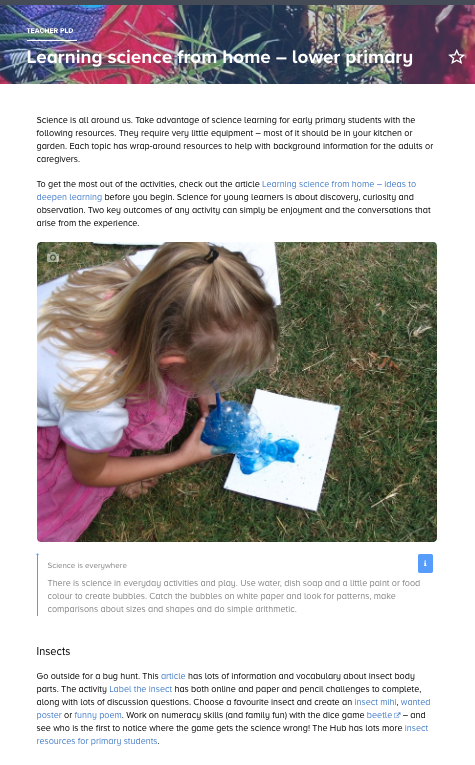 TEACHER PLD
Learning science from home – lower primary
Science is all around us. Take advantage of science learning for early primary students with the
following resources. They require very little equipment – most of it should be in your kitchen or
garden. Each topic has wrap-around resources to help with background information for the adults or
caregivers.
To get the most out of the activities, check out the article Learning science from home – ideas to
deepen learning before you begin. Science for young learners is about discovery, curiosity and
observation. Two key outcomes of any activity can simply be enjoyment and the conversations that
arise from the experience.
Science is everywhere
i
There is science in everyday activities and play. Use water, dish soap and a little paint or food
colour to create bubbles. Catch the bubbles on white paper and look for patterns, make
comparisons about sizes and shapes and do simple arithmetic.
Insects
Go outside for a bug hunt. This article has lots of information and vocabulary about insect body
parts. The activity Label the insect has both online and paper and pencil challenges to complete,
along with lots of discussion questions. Choose a favourite insect and create an insect mihi, wanted
poster or funny poem. Work on numeracy skills (and family fun) with the dice game beetle – and
see who is the first to notice where the game gets the science wrong! The Hub has lots more insect
resources for primary students.